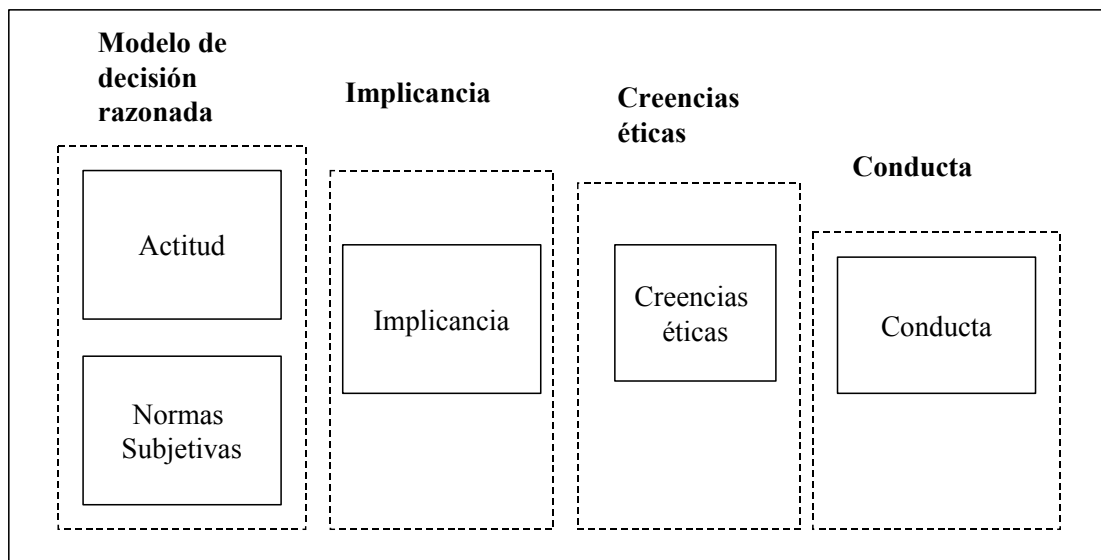 Modelo de
decisión
razonada
Implicancia
Creencias
éticas
Conducta
Actitud
Normas
Subjetivas
Implicancia
Creencias
éticas
Conducta